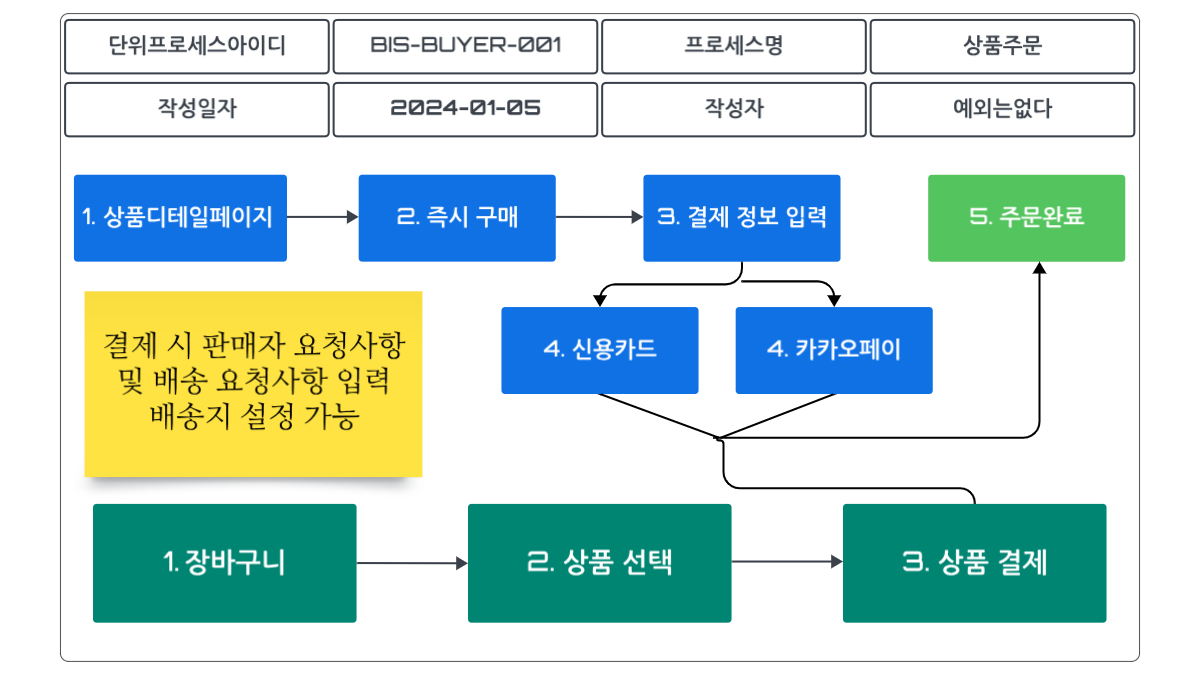 단위프로세스아이디
BIS-BUYER-001
프로세스명
상품주문
작성일자
2024-01-05
작성자
예외는없다
1. 상품디테일페이지
2. 즉시 구매
3. 결제 정보 입력
5. 주문완료
결제 시 판매자 요청사항
및 배송 요청사항 입력
배송지 설정 가능
4. 신용카드
4. 카카오페이
1. 장바구니
2. 상품 선택
3. 상품 결제